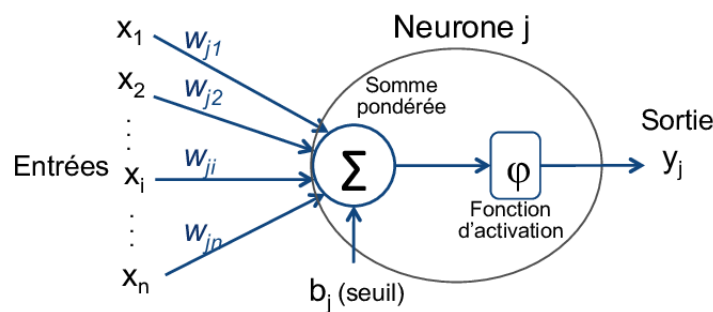 Neurone j
x1
wj1
x2
wj2
Somme
pondérée
Sortie
yj
Entrées
xi
wji
Σ
φ
Fonction
d'activation
wjn
xn
bj (seuil)